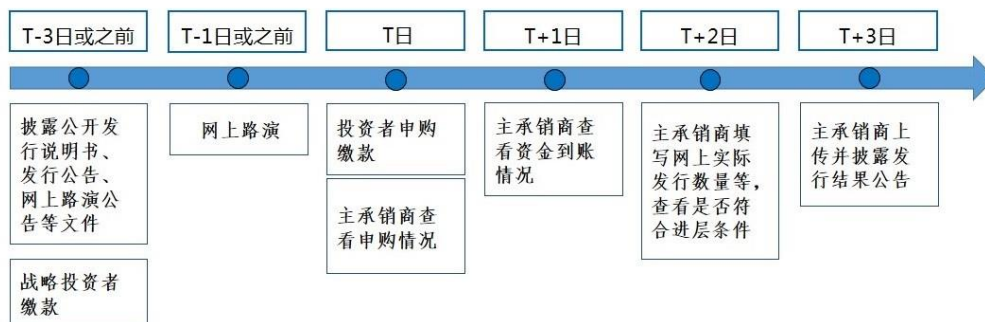 T-3日或之前
T-1日或之前
T日
T+1日
T+2日
T+3日
披露公开发
行说明书、
发行公告、
网上路演公
告等文件
战略投资者
缴款
网上路演
投资者申购
缴款
主承销商查
看申购情况
主承销商查
看资金到账
情况
主承销商填
写网上实际
发行数量等，
查看是否符
合进层条件
主承销商上
传并披露发
行结果公告